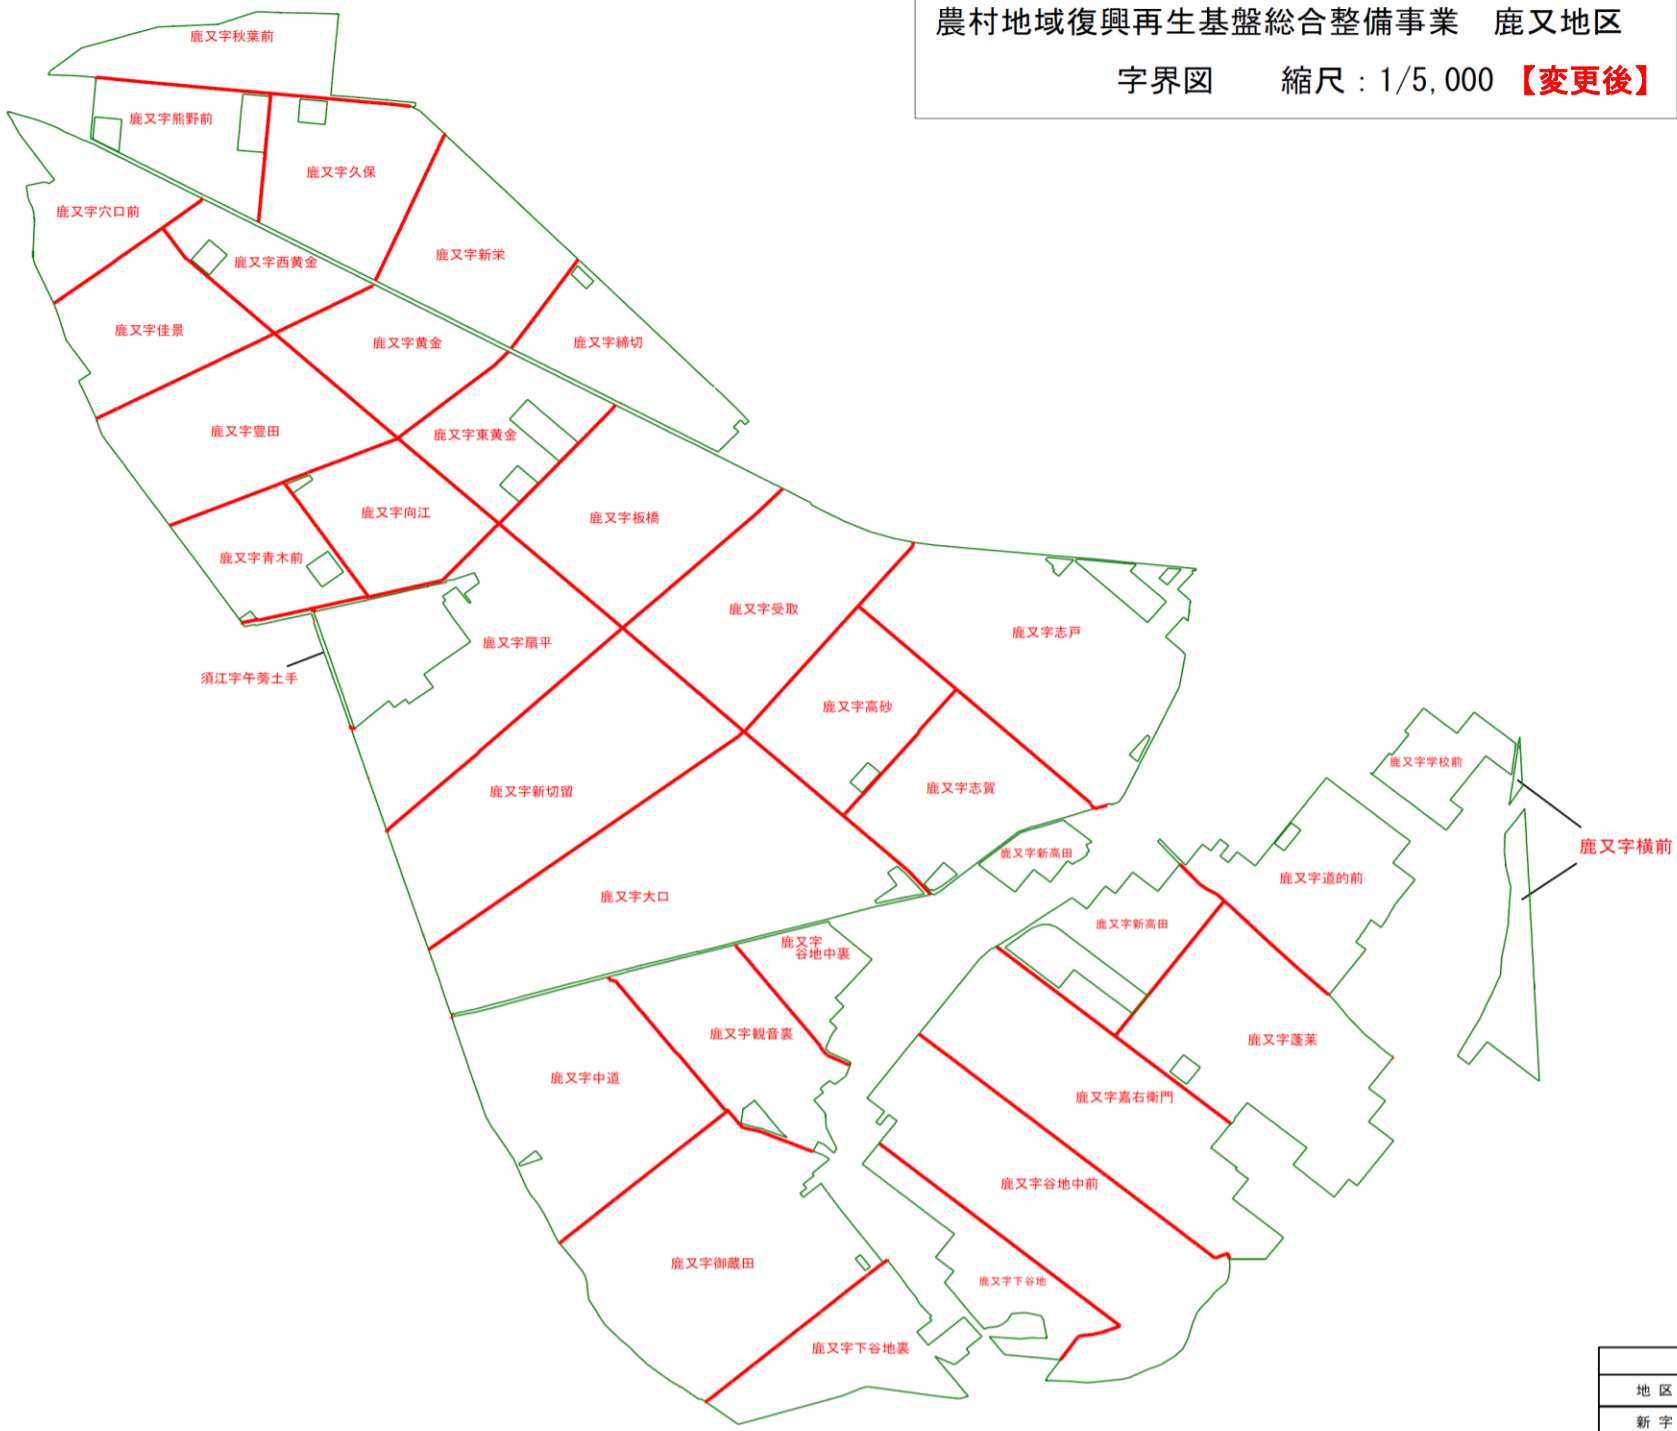 農村地域復興再生基盤総合整備事業　鹿又地区
字界図　　縮尺：1/5,000　【変更後】
鹿又字秋葉前
鹿又字熊野前
鹿又字久保
鹿又字穴口前
鹿又字西黄金
鹿又字新栄
鹿又字佳景
鹿又字黄金
鹿又字締切
鹿又字豊田
鹿又字東黄金
鹿又字向江
鹿又字板橋
鹿又字青木前
鹿又字受取
鹿又字志戸
鹿又字扇平
須江字午蒡土手
鹿又字高砂
鹿又字学校前
鹿又字新切留
鹿又字志賀
鹿又字横前
鹿又字新高田
鹿又字道的前
鹿又字大口
鹿又字新高田
鹿又字
谷地中裏
鹿又字観音裏
鹿又字蓬莱
鹿又字中道
鹿又字嘉右衛門
鹿又字谷地中前
鹿又字御蔵田
鹿又字下谷地
鹿又字下谷地裏
地区
新字